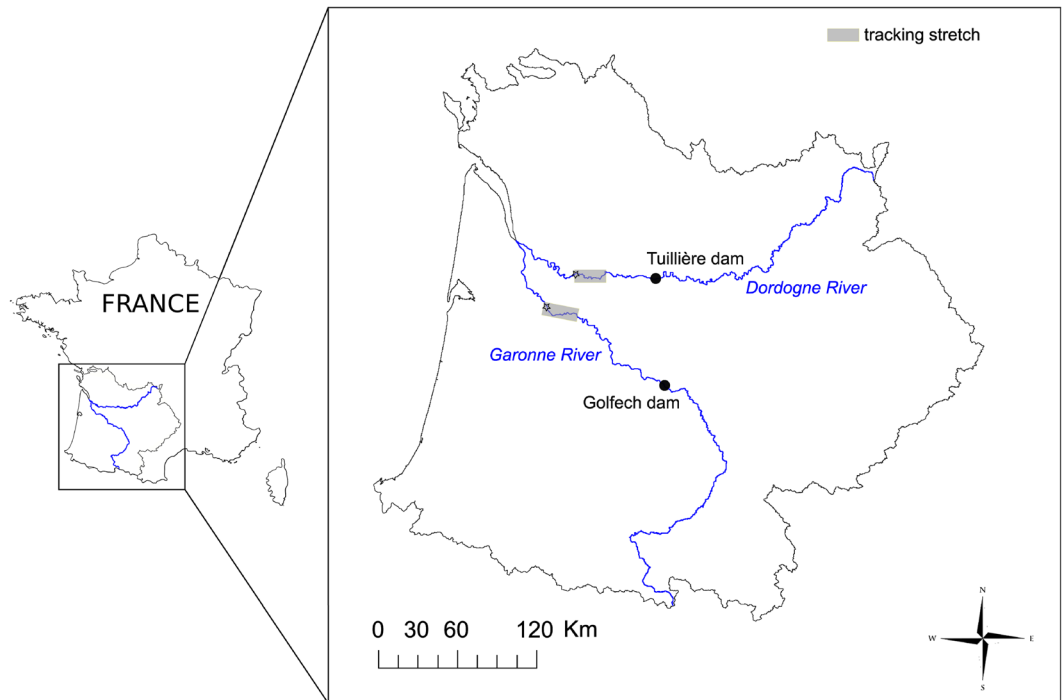 tracking stretch
Tuillière dam
Dordogne River
FRANCE
Garonne River
Golfech dam
N
W E
S
0 30 60 120 Km